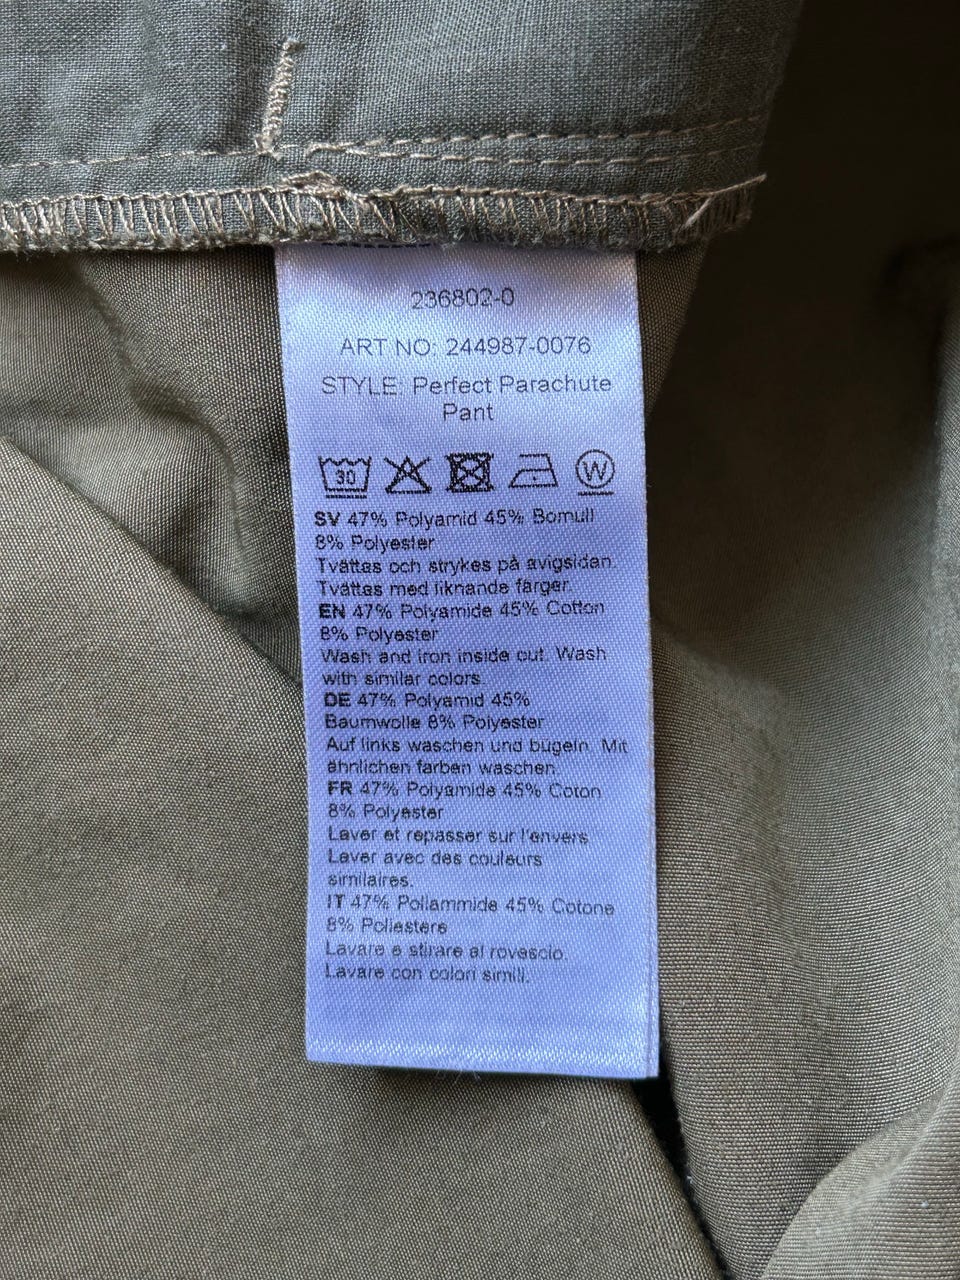 236802-0
ART NO: 244987-0076
STYLE: Perfect Parachute
Pant
30 W
SV 47% Polyamid 45% Bomull
8% Polyester
Tvättas och strykes på avigsidan.
Tvättas med liknande färger.
EN 47% Polyamide 45% Cotton
8% Polyester
Wash and iron inside out. Wash
with similar colors.
DE 47% Polyamid 45%
Baumwolle 8% Polyester
Auf links waschen und bügeln. Mit
ähnlichen farben waschen.
FR 47% Polyamide 45% Coton
8% Polyester
Laver et repasser sur l'envers
Laver avec des couleurs
similaires.
IT 47% Poliammide 45% Cotone
8% Poliestere
Lavare e stirare al rovescio.
Lavare con colori simili.